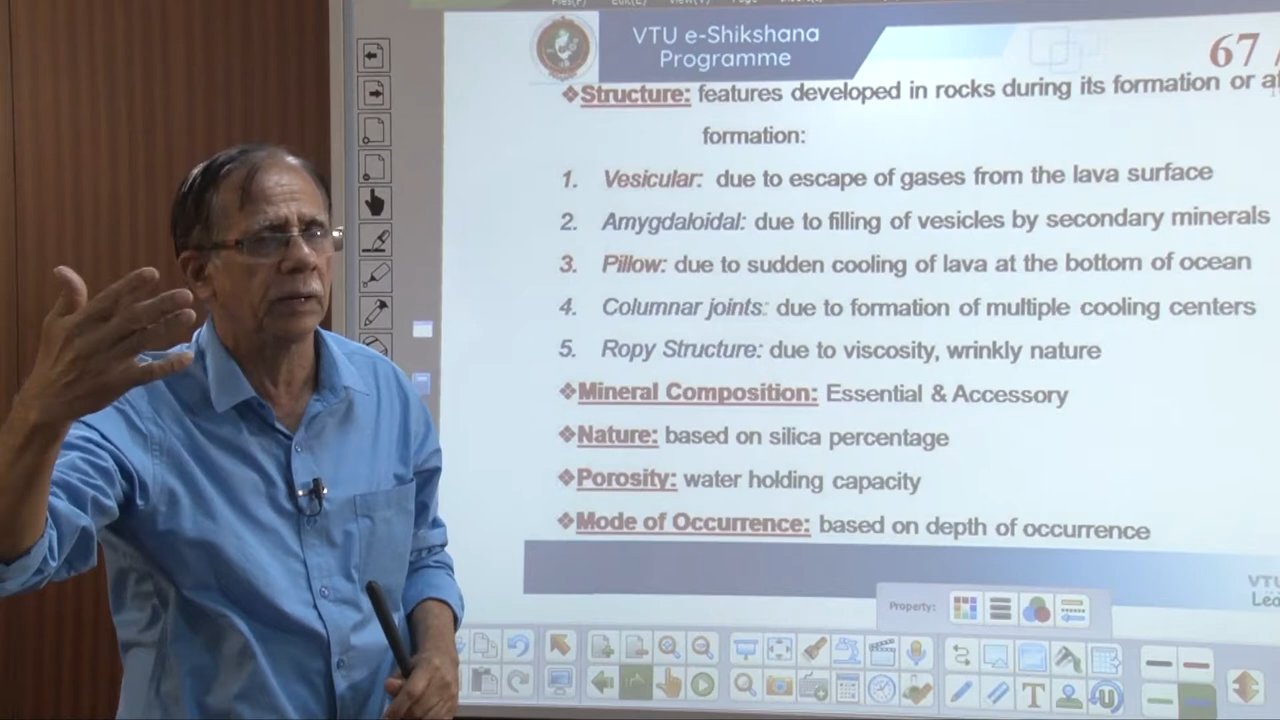 VTU e-Shikshana
Programme
67
❖Structure: features developed in rocks during its formation or
formation:
1. Vesicular: due to escape of gases from the lava surface
2. Amygdaloidal: due to filling of vesicles by secondary minerals
3. Pillow: due to sudden cooling of lava at the bottom of ocean
4. Columnar joints: due to formation of multiple cooling centers
5. Ropy Structure: due to viscosity, wrinkly nature
❖Mineral Composition: Essential & Accessory
❖Nature: based on silica percentage
❖Porosity: water holding capacity
❖Mode of Occurrence: based on depth of occurrence
VTU
Property: